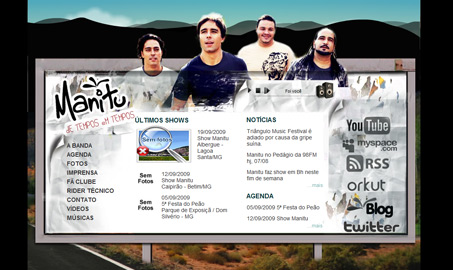 Manitu
DE TEMPOS EM TEMPOS
Foi você
A BANDA
AGENDA
FOTOS
IMPRENSA
FÃ CLUBE
RIDER TÉCNICO
CONTATO
VÍDEOS
MÚSICAS
ÚLTIMOS SHOWS
Sem fotos
19/09/2009
Show Manitu
Albergue -
Lagoa
Santa/MG
Sem
Fotos
12/09/2009
Show Manitu
Capirão - Betim/MG
Sem
Fotos
05/09/2009
5ª Festa do Peão
Parque de Exposiçã / Dom
Silvério - MG
...mais
NOTÍCIAS
Triângulo Music Festival é
adiado por causa da gripe
suína.
Manitu no Pedágio da 98FM
hj, 07/08.
Manitu faz show em Bh neste
fim de semana
...mais
AGENDA
05/09/2009 5ª Festa do Peão
12/09/2009 Show Manitu
...mais
YouTube
myspace.com
RSS
orkut
Blog
twitter